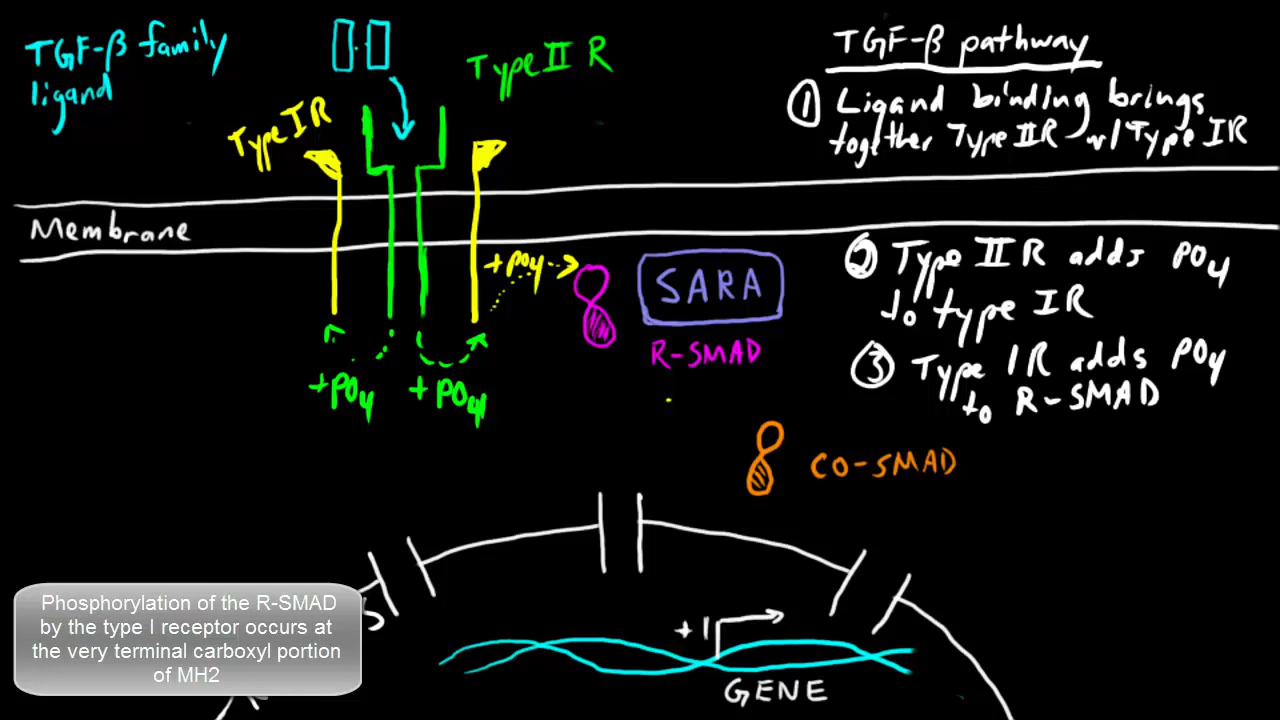 TGF-β family
ligand
Type II R
Type I R
Membrane
+PO4
+PO4
+PO4
SARA
R-SMAD
CO-SMAD
+1
GENE
TGF-β pathway
① Ligand binding brings
together Type II R w/ Type I R
② Type II R adds PO4
to type I R
③ Type I R adds PO4
to R-SMAD
Phosphorylation of the R-SMAD
by the type I receptor occurs at
the very terminal carboxyl portion
of MH2